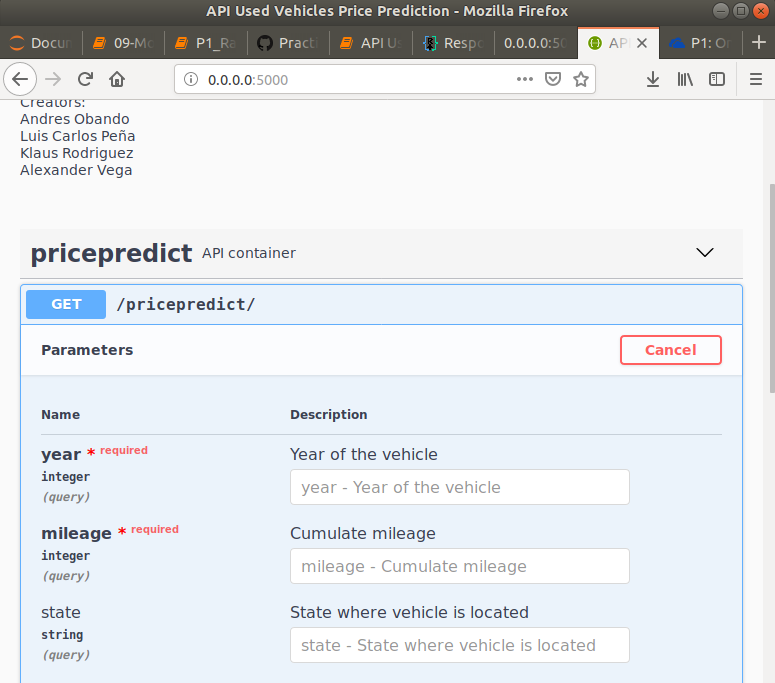 API Used Vehicles Price Prediction - Mozilla Firefox
Docun 09-Mo P1_Ra Practi API Us Respo 0.0.0.0:50 API P1: On
0.0.0.0:5000
Creators:
Andres Obando
Luis Carlos Peña
Klaus Rodriguez
Alexander Vega
pricepredict API container
GET /pricepredict/
Parameters Cancel
Name Description
year * required Year of the vehicle
integer
(query) year - Year of the vehicle
mileage * required Cumulate mileage
integer
(query) mileage - Cumulate mileage
state State where vehicle is located
string
(query) state - State where vehicle is located